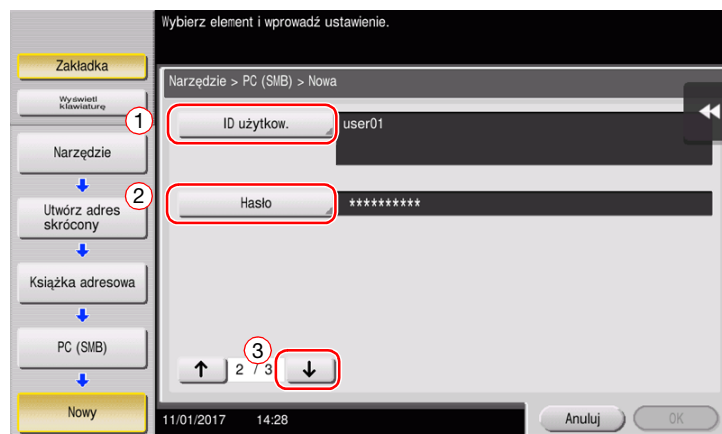 Wybierz element i wprowadź ustawienie.
Zakładka
Wyświetl
klawiaturę
Narzędzie > PC (SMB) > Nowa
1
ID użytkow.
user01
Narzędzie
2
Hasło
**********
Utwórz adres
skrócony
Książka adresowa
PC (SMB)
3
↑ 2 / 3 ↓
Nowy
11/01/2017 14:28
Anuluj
OK